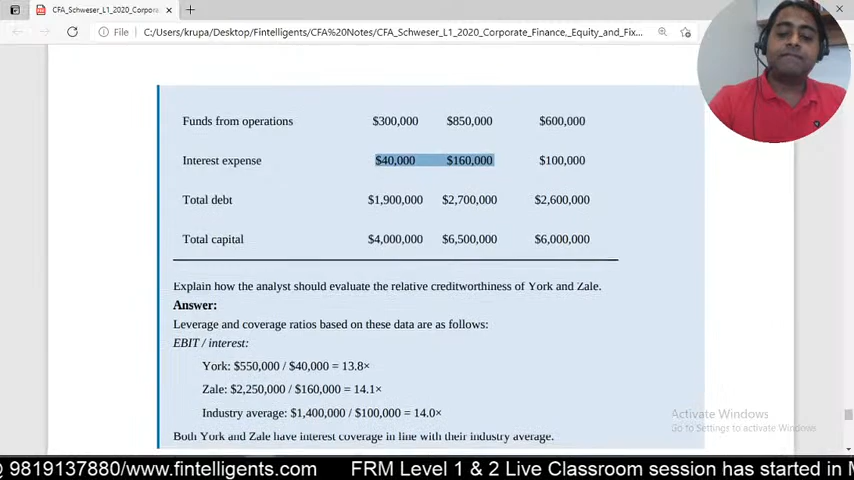 CFA_Schweser_L1_2020_Corpora
File
C:/Users/krupa/Desktop/Fintelligents/CFA%20Notes/CFA_Schweser_L1_2020_Corporate_Finance,_Equity_and_Fix...
Funds from operations $300,000 $850,000 $600,000
Interest expense $40,000 $160,000 $100,000
Total debt $1,900,000 $2,700,000 $2,600,000
Total capital $4,000,000 $6,500,000 $6,000,000
Explain how the analyst should evaluate the relative creditworthiness of York and Zale.
Answer:
Leverage and coverage ratios based on these data are as follows:
EBIT / interest:
York: $550,000 / $40,000 = 13.8×
Zale: $2,250,000 / $160,000 = 14.1×
Industry average: $1,400,000 / $100,000 = 14.0×
Both York and Zale have interest coverage in line with their industry average.
Activate Windows
Go to Settings to activate Windows.
@ 9819137880/www.fintelligents.com FRM Level 1 & 2 Live Classroom session has started in M